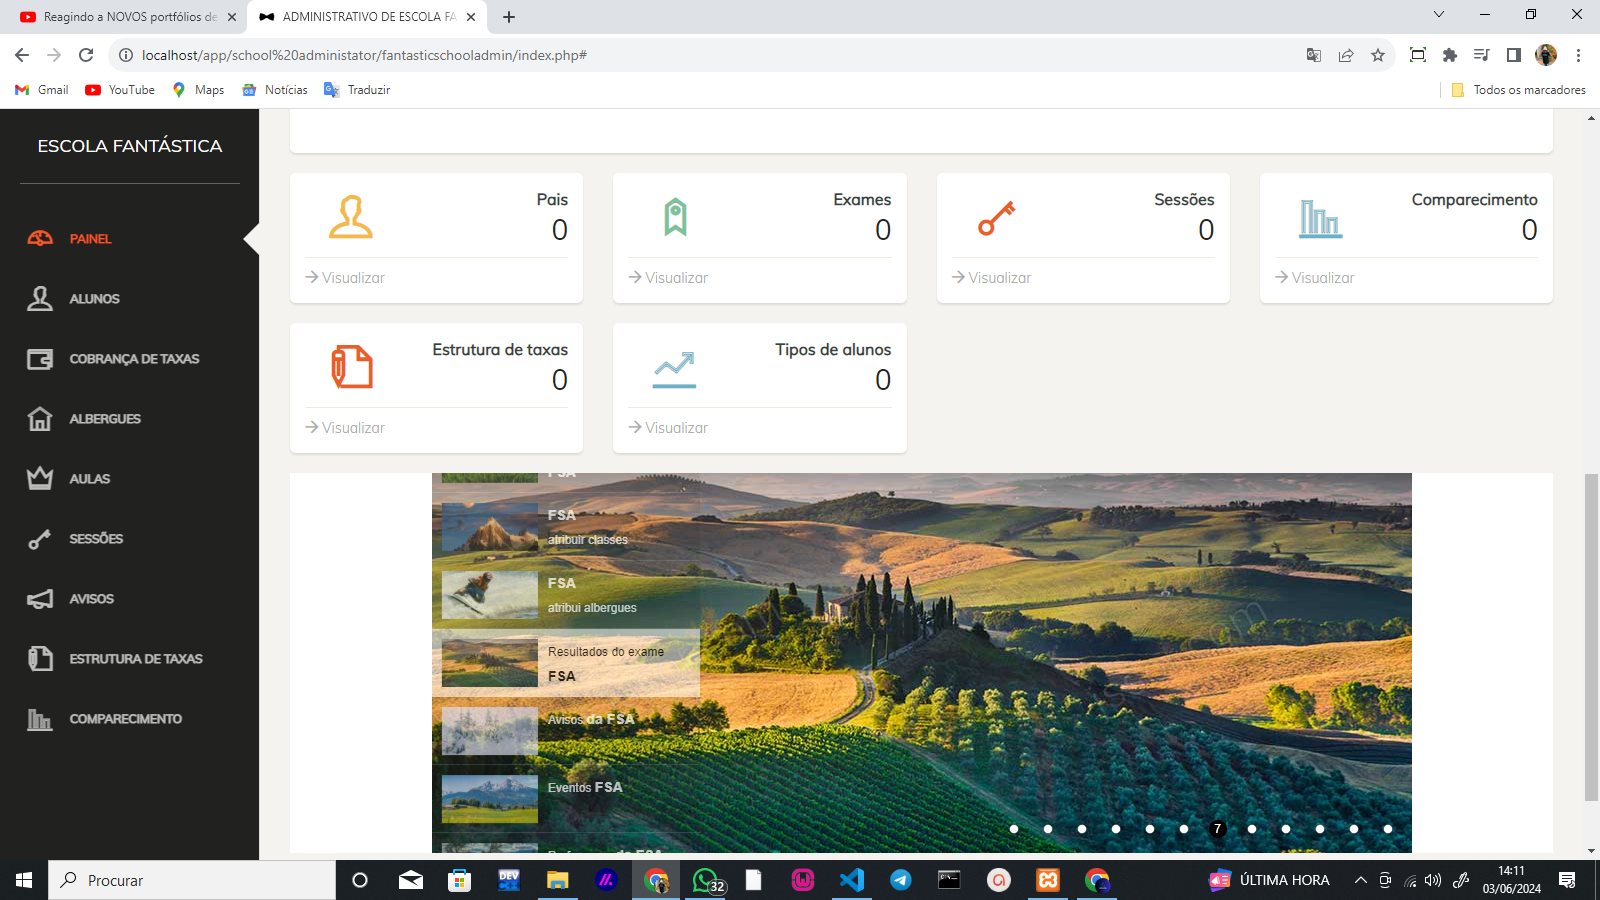 Reagindo a NOVOS portfólios de
ADMINISTRATIVO DE ESCOLA FA
localhost/app/school%20administator/fantasticschooladmin/index.php#
Gmail
YouTube
Maps
Notícias
Traduzir
Todos os marcadores
ESCOLA FANTÁSTICA
PAINEL
ALUNOS
COBRANÇA DE TAXAS
ALBERGUES
AULAS
SESSÕES
AVISOS
ESTRUTURA DE TAXAS
COMPARECIMENTO
Pais
0
Visualizar
Exames
0
Visualizar
Sessões
0
Visualizar
Comparecimento
0
Visualizar
Estrutura de taxas
0
Visualizar
Tipos de alunos
0
Visualizar
FSA
FSA
atribuir classes
FSA
atribui albergues
Resultados do exame
FSA
Avisos da FSA
Eventos FSA
7
Procurar
DEV
32
ÚLTIMA HORA
14:11
03/06/2024